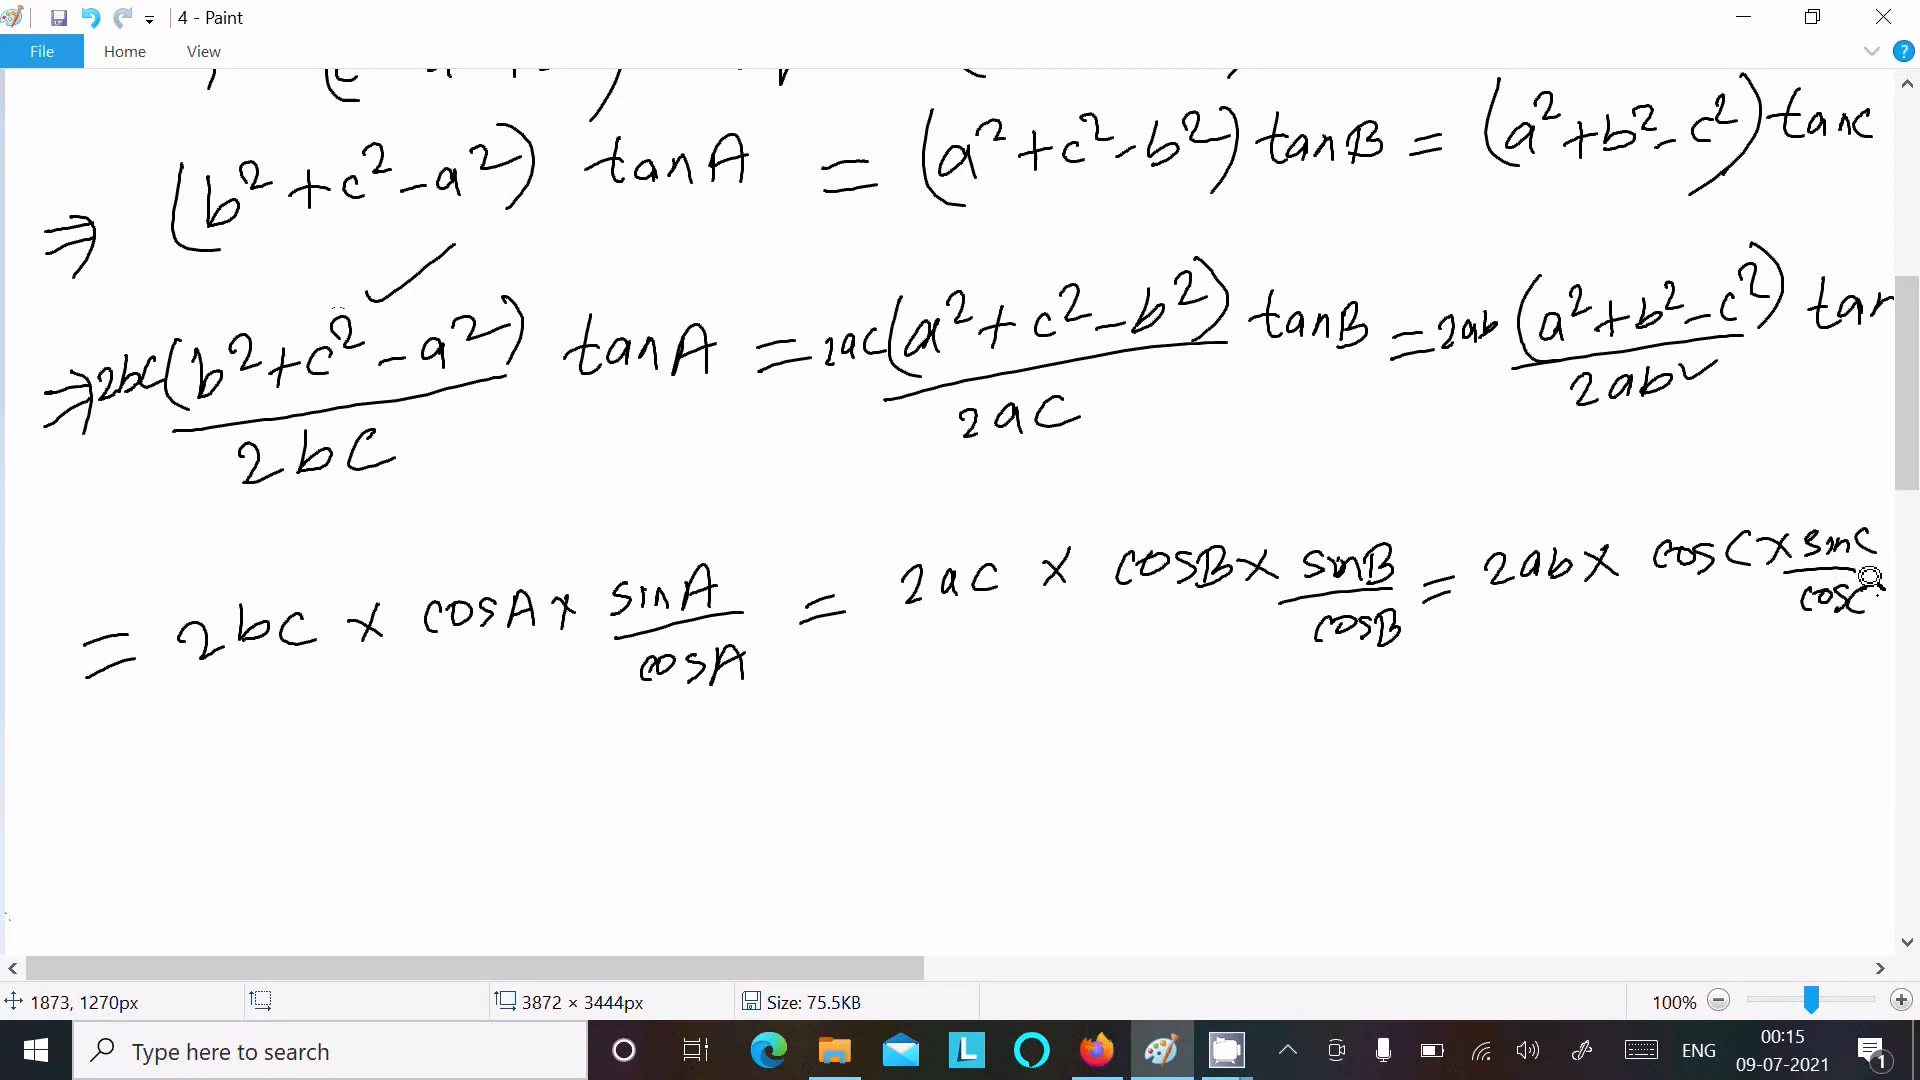 4 - Paint
File Home View
⇒ (b²+c²-a²) tanA = (a²+c²-b²) tanB = (a²+b²-c²) tanC
⇒ 2bc (b²+c²-a²)/2bc tanA = 2ac (a²+c²-b²)/2ac tanB = 2ab (a²+b²-c²)/2ab tan
= 2bc × cosA × sinA/cosA = 2ac × cosB × sinB/cosB = 2ab × cosC × sinC/cosC
1873, 1270px 3872 × 3444px Size: 75.5KB 100%
Type here to search
L
ENG
00:15
09-07-2021
1